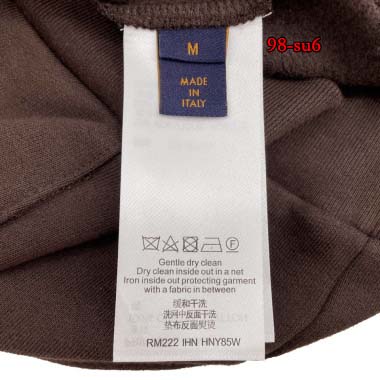 M
98-su6
MADE
IN
ITALY
Gentle dry clean
Dry clean inside out in a net
Iron inside out protecting garment
with a fabric in between
缓和干洗
洗网中反面干洗
垫布反面熨烫
RM222 IHN HNY85W